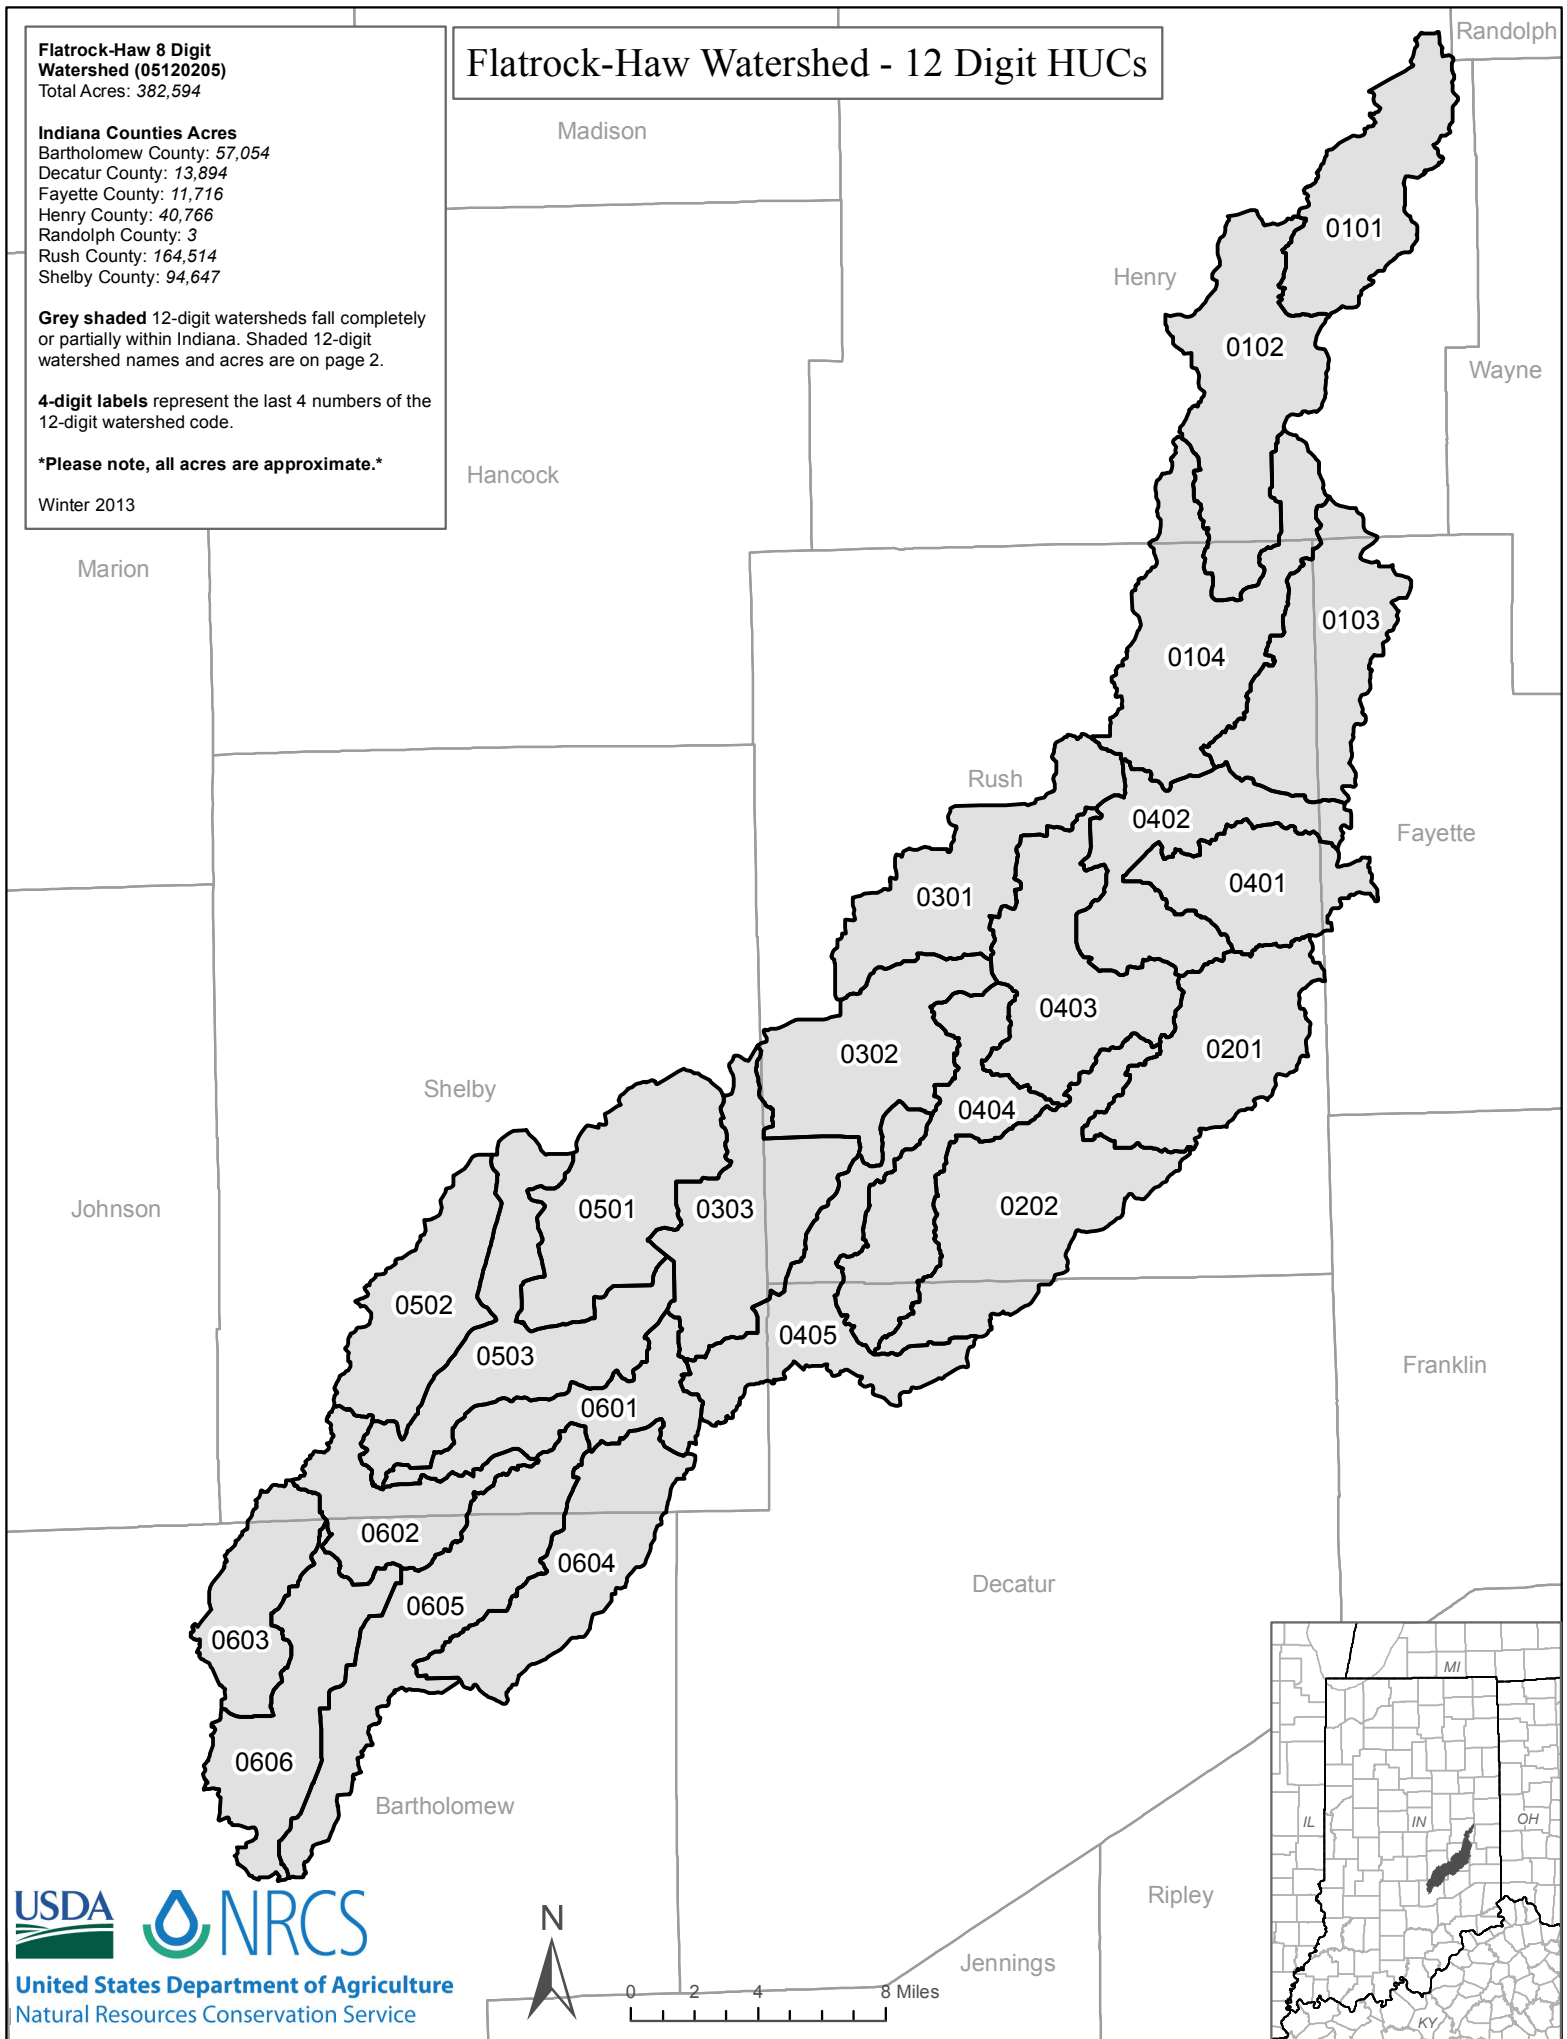 Flatrock-Haw 8 Digit
Watershed (05120205)
Total Acres: 382,594
Indiana Counties Acres
Bartholomew County: 57,054
Decatur County: 13,894
Fayette County: 11,716
Henry County: 40,766
Randolph County: 3
Rush County: 164,514
Shelby County: 94,647
Grey shaded 12-digit watersheds fall completely
or partially within Indiana. Shaded 12-digit
watershed names and acres are on page 2.
4-digit labels represent the last 4 numbers of the
12-digit watershed code.
*Please note, all acres are approximate.*
Winter 2013
Flatrock-Haw Watershed - 12 Digit HUCs
Randolph
Madison
0101
Henry
0102
Wayne
Hancock
Marion
0103
0104
Rush
0402
Fayette
0401
0301
0403
0201
0302
Shelby
0404
0202
Johnson
0501
0303
0502
0405
0503
Franklin
0601
0602
0604
Decatur
0605
0603
0606
Bartholomew
Ripley
Jennings
MI
IL
IN
OH
KY
USDA
NRCS
United States Department of Agriculture
Natural Resources Conservation Service
N
0 2 4 8 Miles